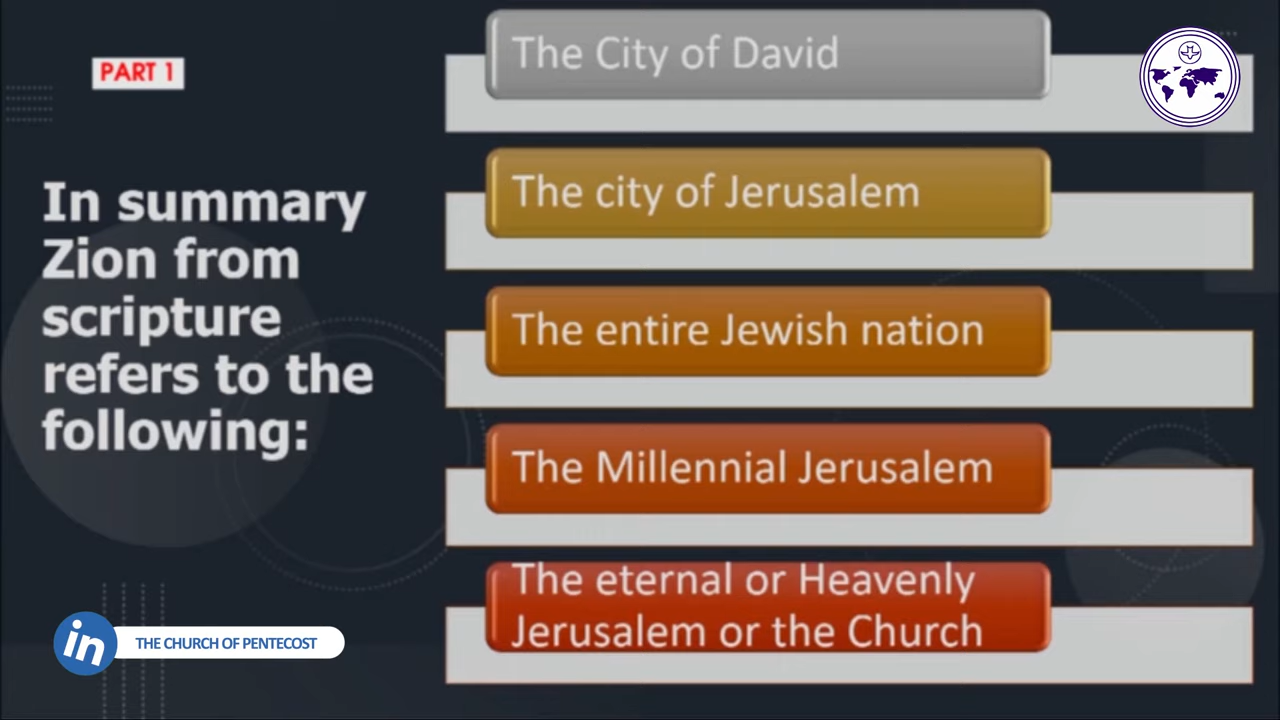 PART 1
In summary
Zion from
scripture
refers to the
following:
The City of David
The city of Jerusalem
The entire Jewish nation
The Millennial Jerusalem
The eternal or Heavenly
Jerusalem or the Church
in
THE CHURCH OF PENTECOST